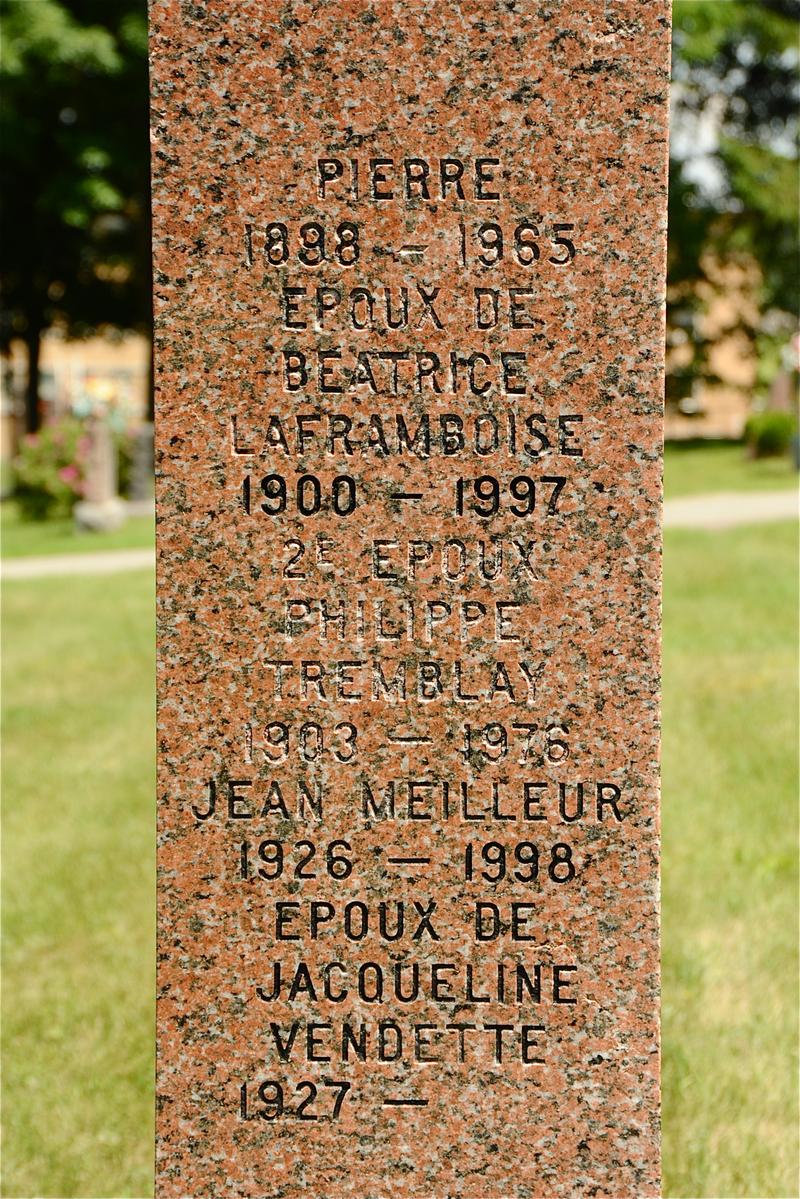 PIERRE
1898 — 1965
EPOUX DE
BEATRICE
LAFRAMBOISE
1900 — 1997
2E EPOUX
PHILIPPE
TREMBLAY
1903 — 1976
JEAN MEILLEUR
1926 — 1998
EPOUX DE
JACQUELINE
VENDETTE
1927 —